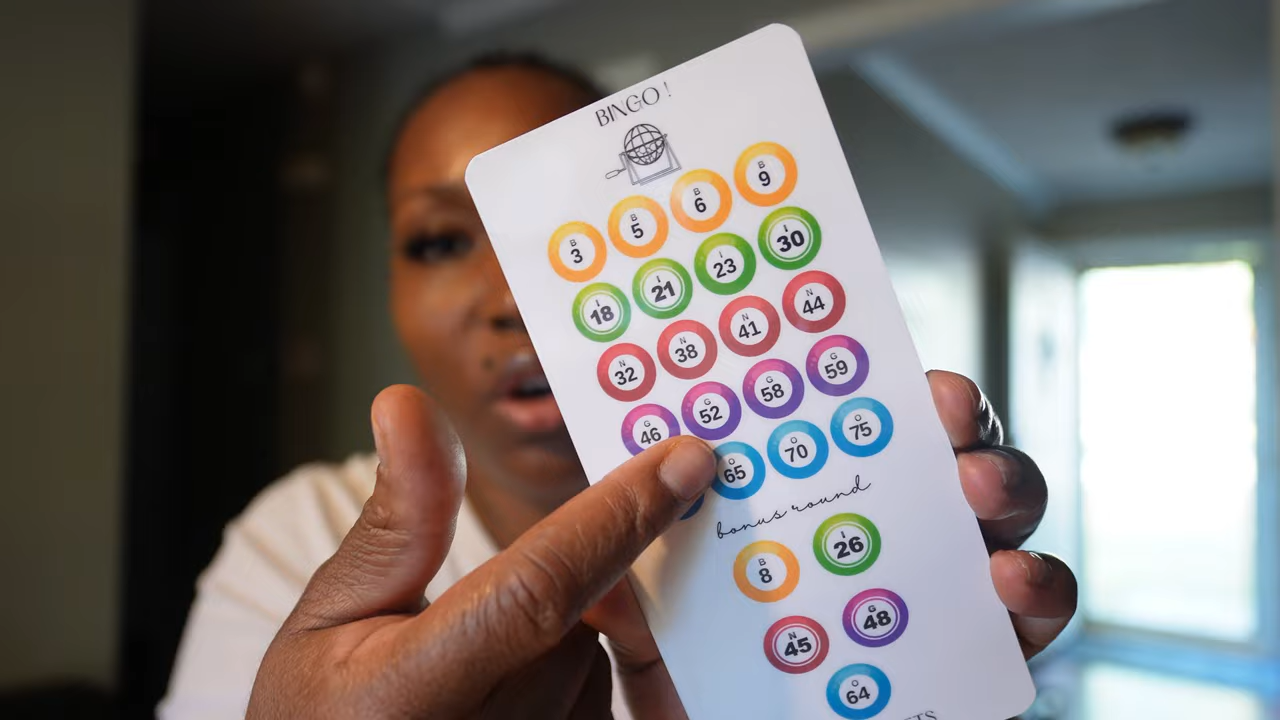 BINGO!
B 3 B 5 B 6 B 9
I 18 I 21 I 23 I 30
N 32 N 38 N 41 N 44
G 46 G 52 G 58 G 59
O 65 O 70 O 75
bonus round
B 8 I 26
N 45 G 48
O 64